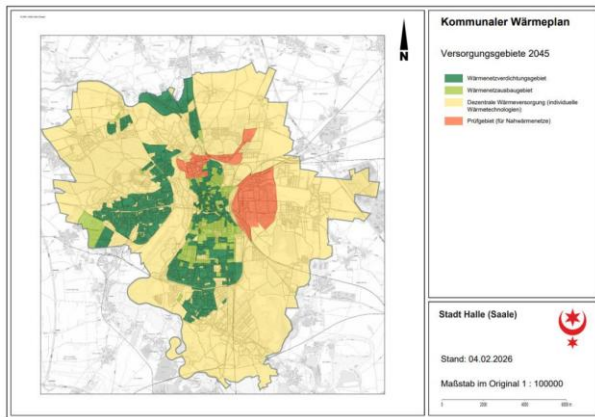 Kommunaler Wärmeplan
Versorgungsgebiete 2045
Wärmenetzverdichtungsgebiet
Wärmenetzausbaugebiet
Dezentrale Wärmeversorgung (individuelle
Wärmetechnologien)
Prüfgebiet (für Nahwärmenetze)
N
Stadt Halle (Saale)
Stand: 04.02.2026
Maßstab im Original 1 : 100000